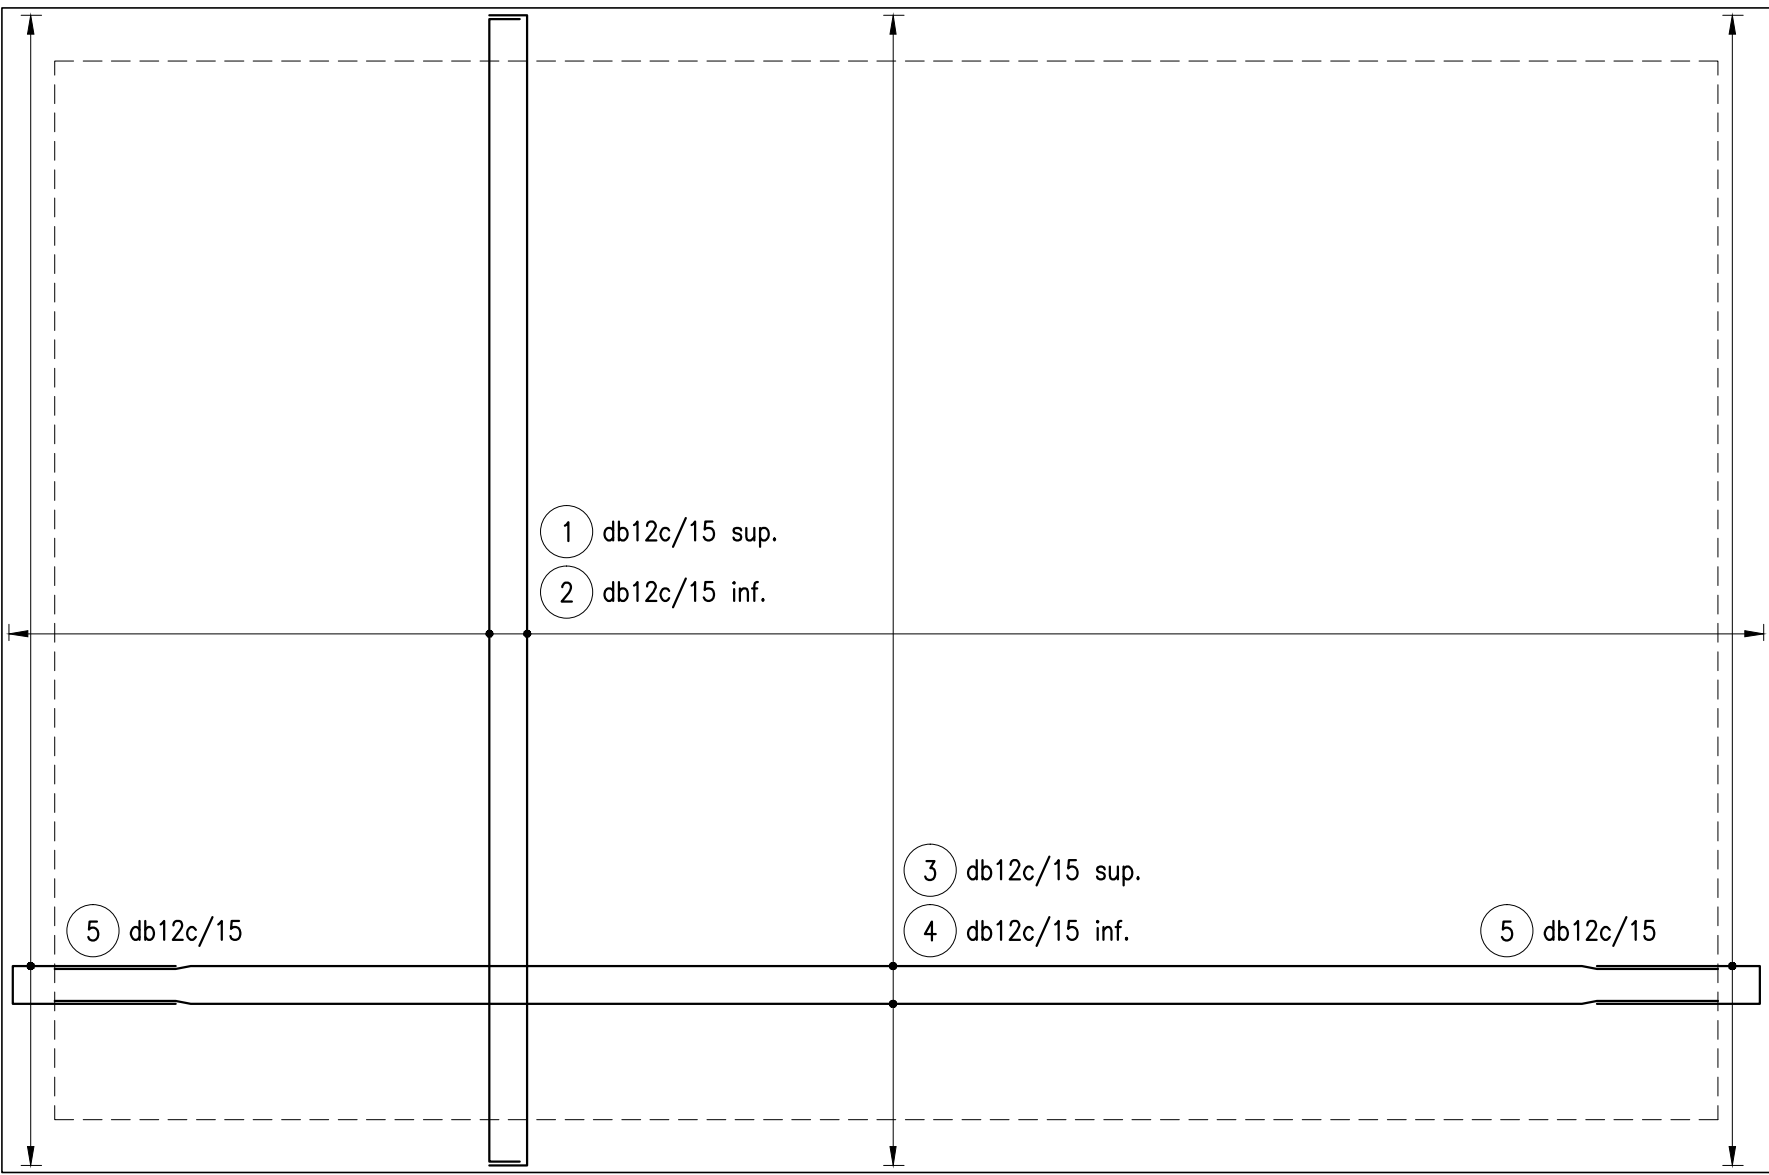 1 db12c/15 sup.
2 db12c/15 inf.
3 db12c/15 sup.
5 db12c/15
4 db12c/15 inf.
5 db12c/15